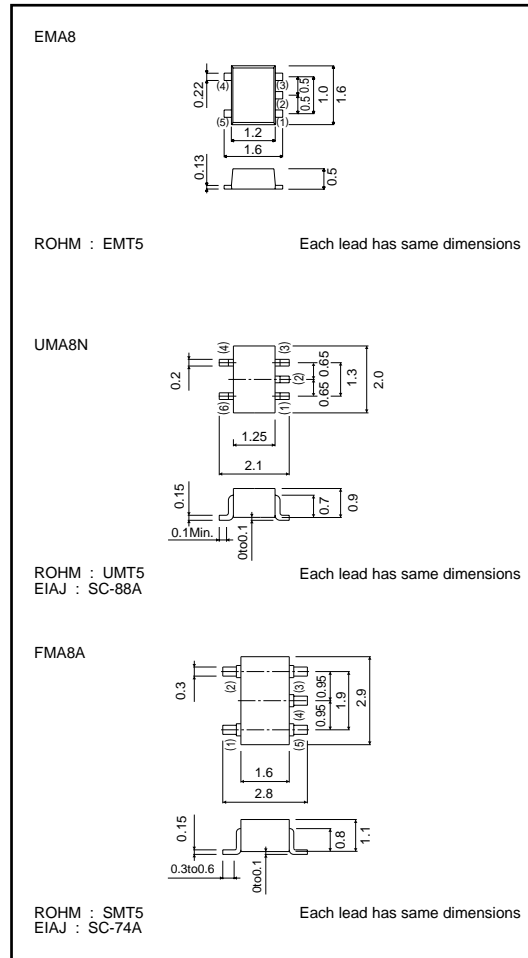 EMA8
0.22
(4)
(3)
(2)
(5)
(1)
0.5
0.5
1.0
1.6
1.2
1.6
0.13
0.5
ROHM : EMT5
Each lead has same dimensions
UMA8N
0.2
(4)
(3)
(2)
(6)
(1)
0.65
0.65
1.3
2.0
1.25
2.1
0.15
0.1Min.
0to0.1
0.7
0.9
ROHM : UMT5
Each lead has same dimensions
EIAJ : SC-88A
FMA8A
0.3
(2)
(3)
(4)
(1)
(5)
0.95
0.95
1.9
2.9
1.6
2.8
0.15
0.3to0.6
0to0.1
0.8
1.1
ROHM : SMT5
Each lead has same dimensions
EIAJ : SC-74A